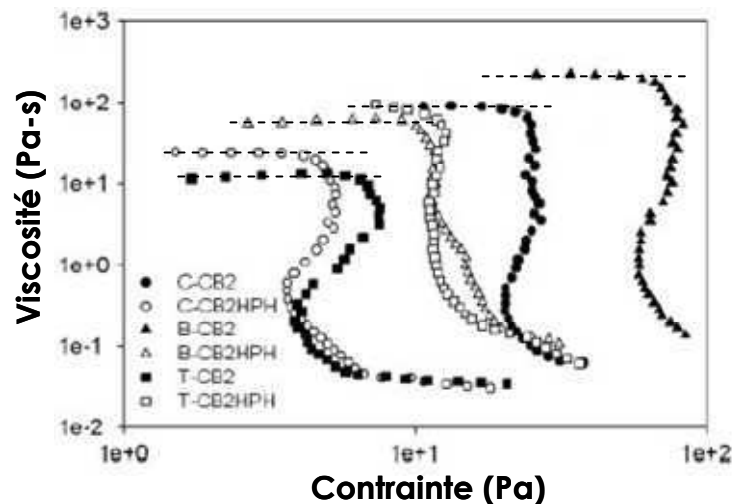 1e+3
1e+2
1e+1
1e+0
1e-1
1e-2
Viscosité (Pa-s)
C-CB2
C-CB2HPH
B-CB2
B-CB2HPH
T-CB2
T-CB2HPH
1e+0
1e+1
1e+2
Contrainte (Pa)